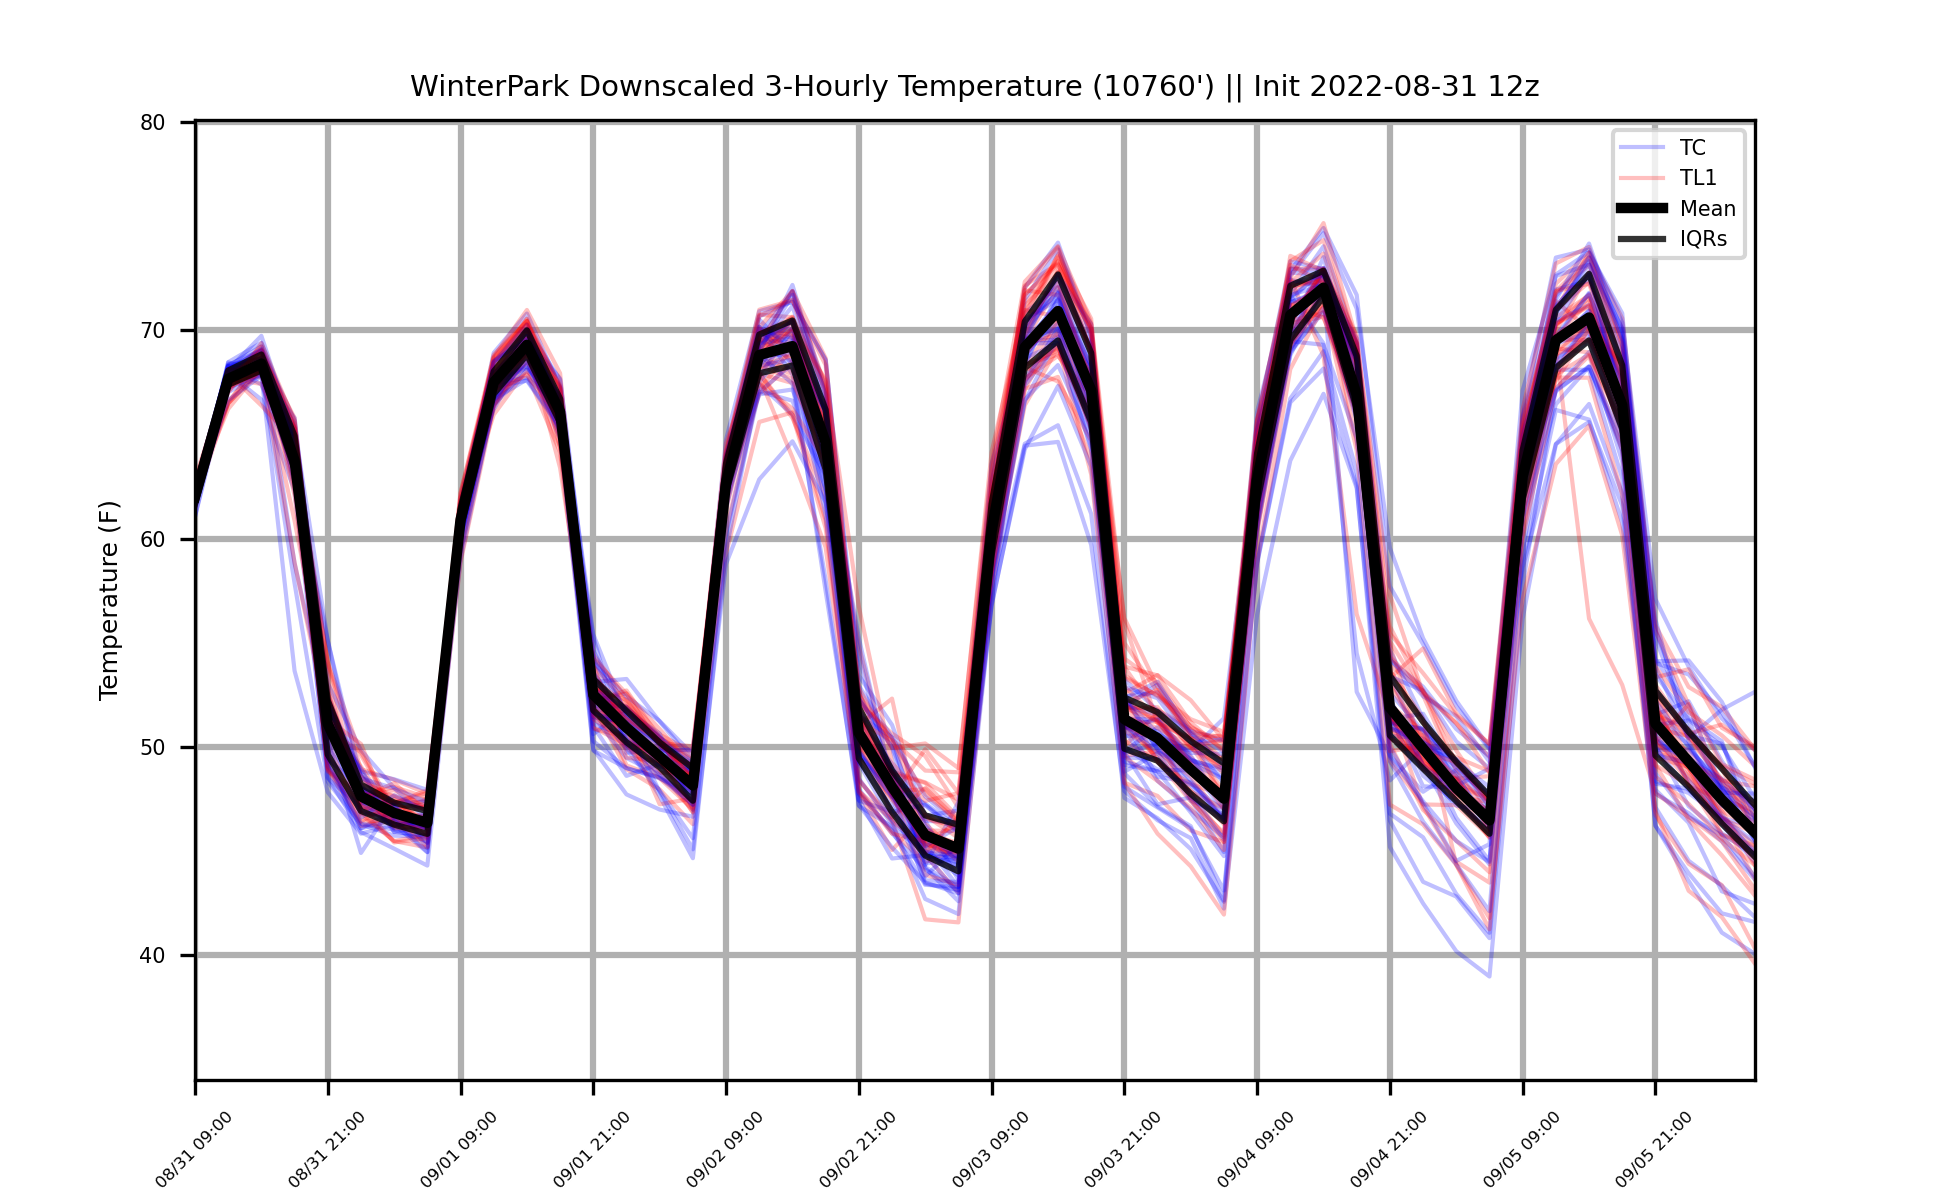 WinterPark Downscaled 3-Hourly Temperature (10760') || Init 2022-08-31 12z
80
70
60
50
40
Temperature (F)
TC
TL1
Mean
IQRs
08/31 09:00
08/31 21:00
09/01 09:00
09/01 21:00
09/02 09:00
09/02 21:00
09/03 09:00
09/03 21:00
09/04 09:00
09/04 21:00
09/05 09:00
09/05 21:00